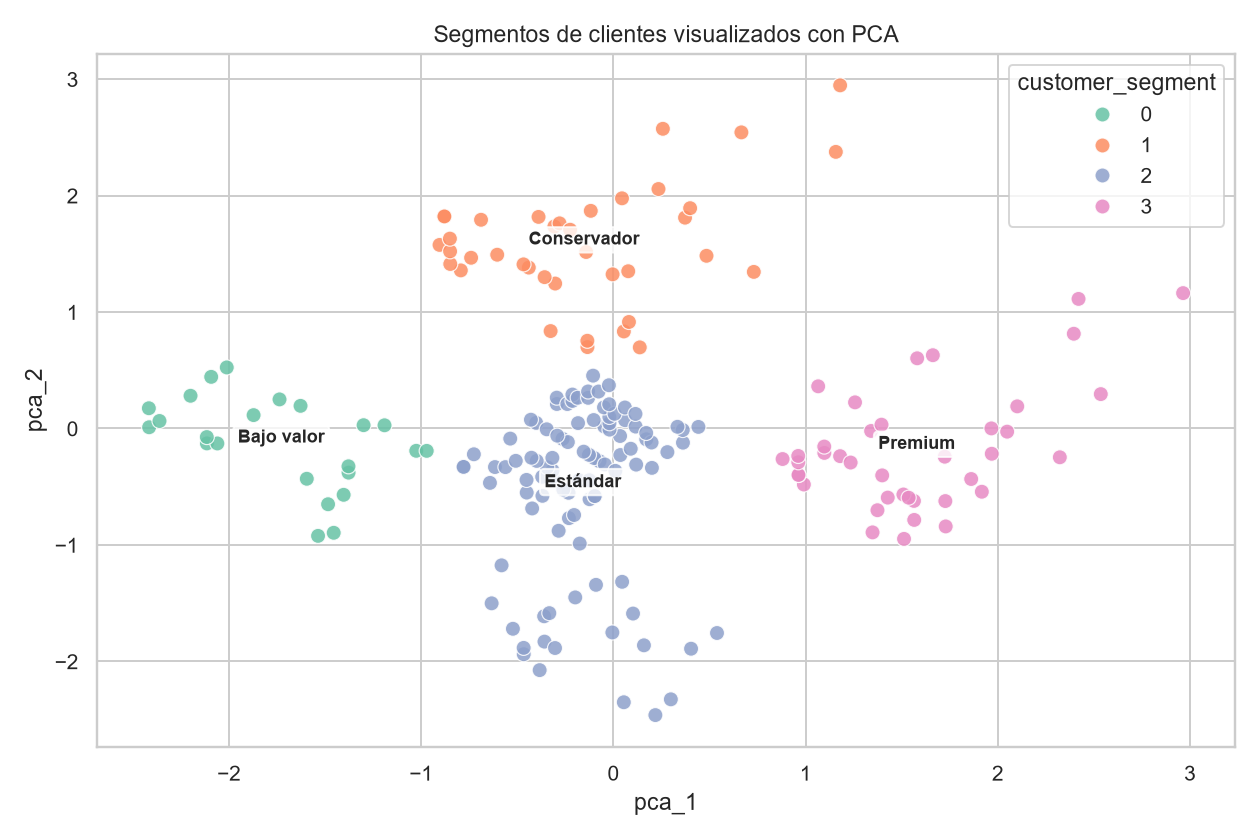 Segmentos de clientes visualizados con PCA
customer_segment
0
1
2
3
3
2
1
0
−1
−2
pca_2
Conservador
Bajo valor
Premium
Estándar
−2
−1
0
1
2
3
pca_1